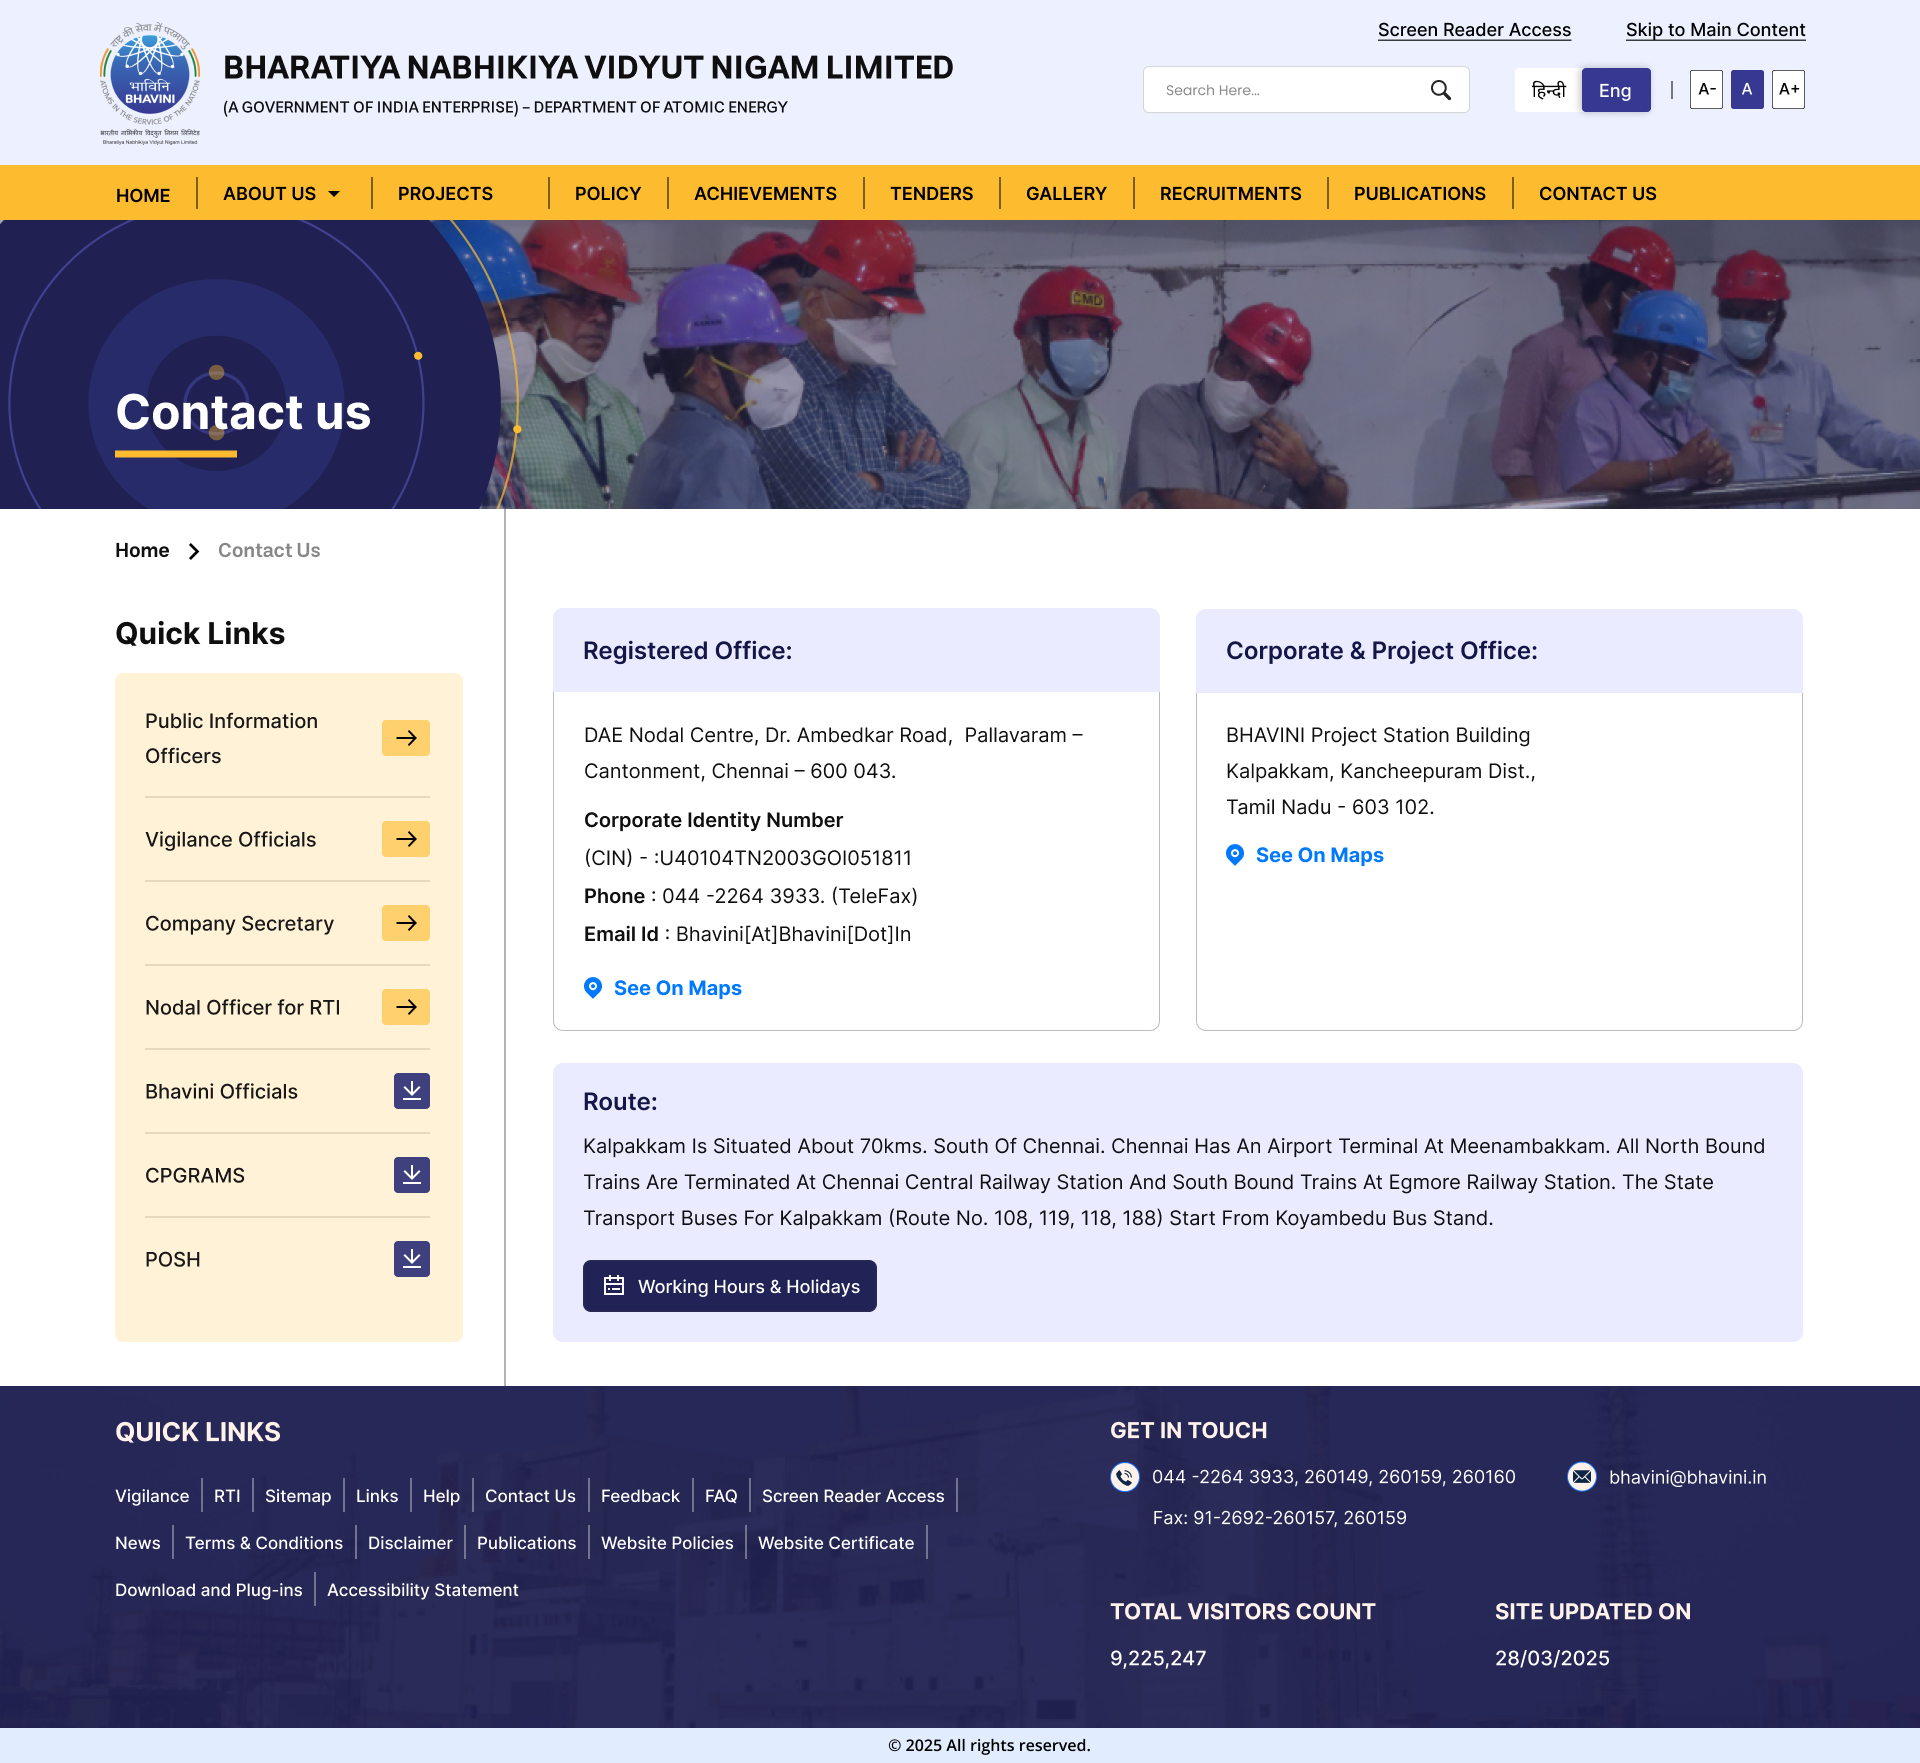 Screen Reader Access
Skip to Main Content
राष्ट्र की सेवा में परमाणु
भाविनि
BHAVINI
ATOMS IN THE SERVICE OF THE NATION
भारतीय नाभिकीय विद्युत निगम लिमिटेड
Bharatiya Nabhikiya Vidyut Nigam Limited
BHARATIYA NABHIKIYA VIDYUT NIGAM LIMITED
(A GOVERNMENT OF INDIA ENTERPRISE) – DEPARTMENT OF ATOMIC ENERGY
Search Here...
हिन्दी
Eng
A-
A
A+
HOME
ABOUT US
PROJECTS
POLICY
ACHIEVEMENTS
TENDERS
GALLERY
RECRUITMENTS
PUBLICATIONS
CONTACT US
CMD
Contact us
Home
Contact Us
Quick Links
Public Information
Officers
Vigilance Officials
Company Secretary
Nodal Officer for RTI
Bhavini Officials
CPGRAMS
POSH
Registered Office:
DAE Nodal Centre, Dr. Ambedkar Road, Pallavaram –
Cantonment, Chennai – 600 043.
Corporate Identity Number
(CIN) - :U40104TN2003GOI051811
Phone : 044 -2264 3933. (TeleFax)
Email Id : Bhavini[At]Bhavini[Dot]In
See On Maps
Corporate & Project Office:
BHAVINI Project Station Building
Kalpakkam, Kancheepuram Dist.,
Tamil Nadu - 603 102.
See On Maps
Route:
Kalpakkam Is Situated About 70kms. South Of Chennai. Chennai Has An Airport Terminal At Meenambakkam. All North Bound
Trains Are Terminated At Chennai Central Railway Station And South Bound Trains At Egmore Railway Station. The State
Transport Buses For Kalpakkam (Route No. 108, 119, 118, 188) Start From Koyambedu Bus Stand.
Working Hours & Holidays
QUICK LINKS
Vigilance
RTI
Sitemap
Links
Help
Contact Us
Feedback
FAQ
Screen Reader Access
News
Terms & Conditions
Disclaimer
Publications
Website Policies
Website Certificate
Download and Plug-ins
Accessibility Statement
GET IN TOUCH
044 -2264 3933, 260149, 260159, 260160
bhavini@bhavini.in
Fax: 91-2692-260157, 260159
TOTAL VISITORS COUNT
9,225,247
SITE UPDATED ON
28/03/2025
© 2025 All rights reserved.